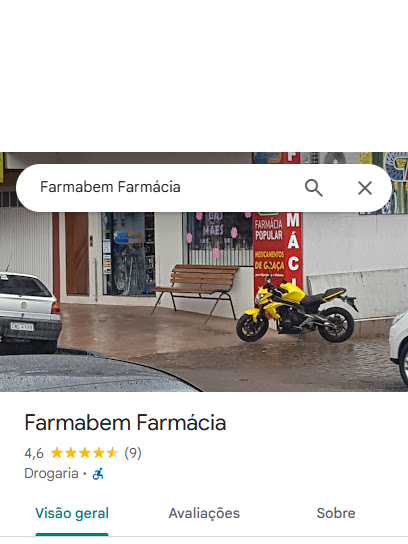 Farmabem Farmácia
DAS
MÃES
FARMÁCIA
POPULAR
MEDICAMENTOS
DE GRAÇA
F
M
Á
C
I
Farmabem Farmácia
4,6 (9)
Drogaria ·
Visão geral Avaliações Sobre